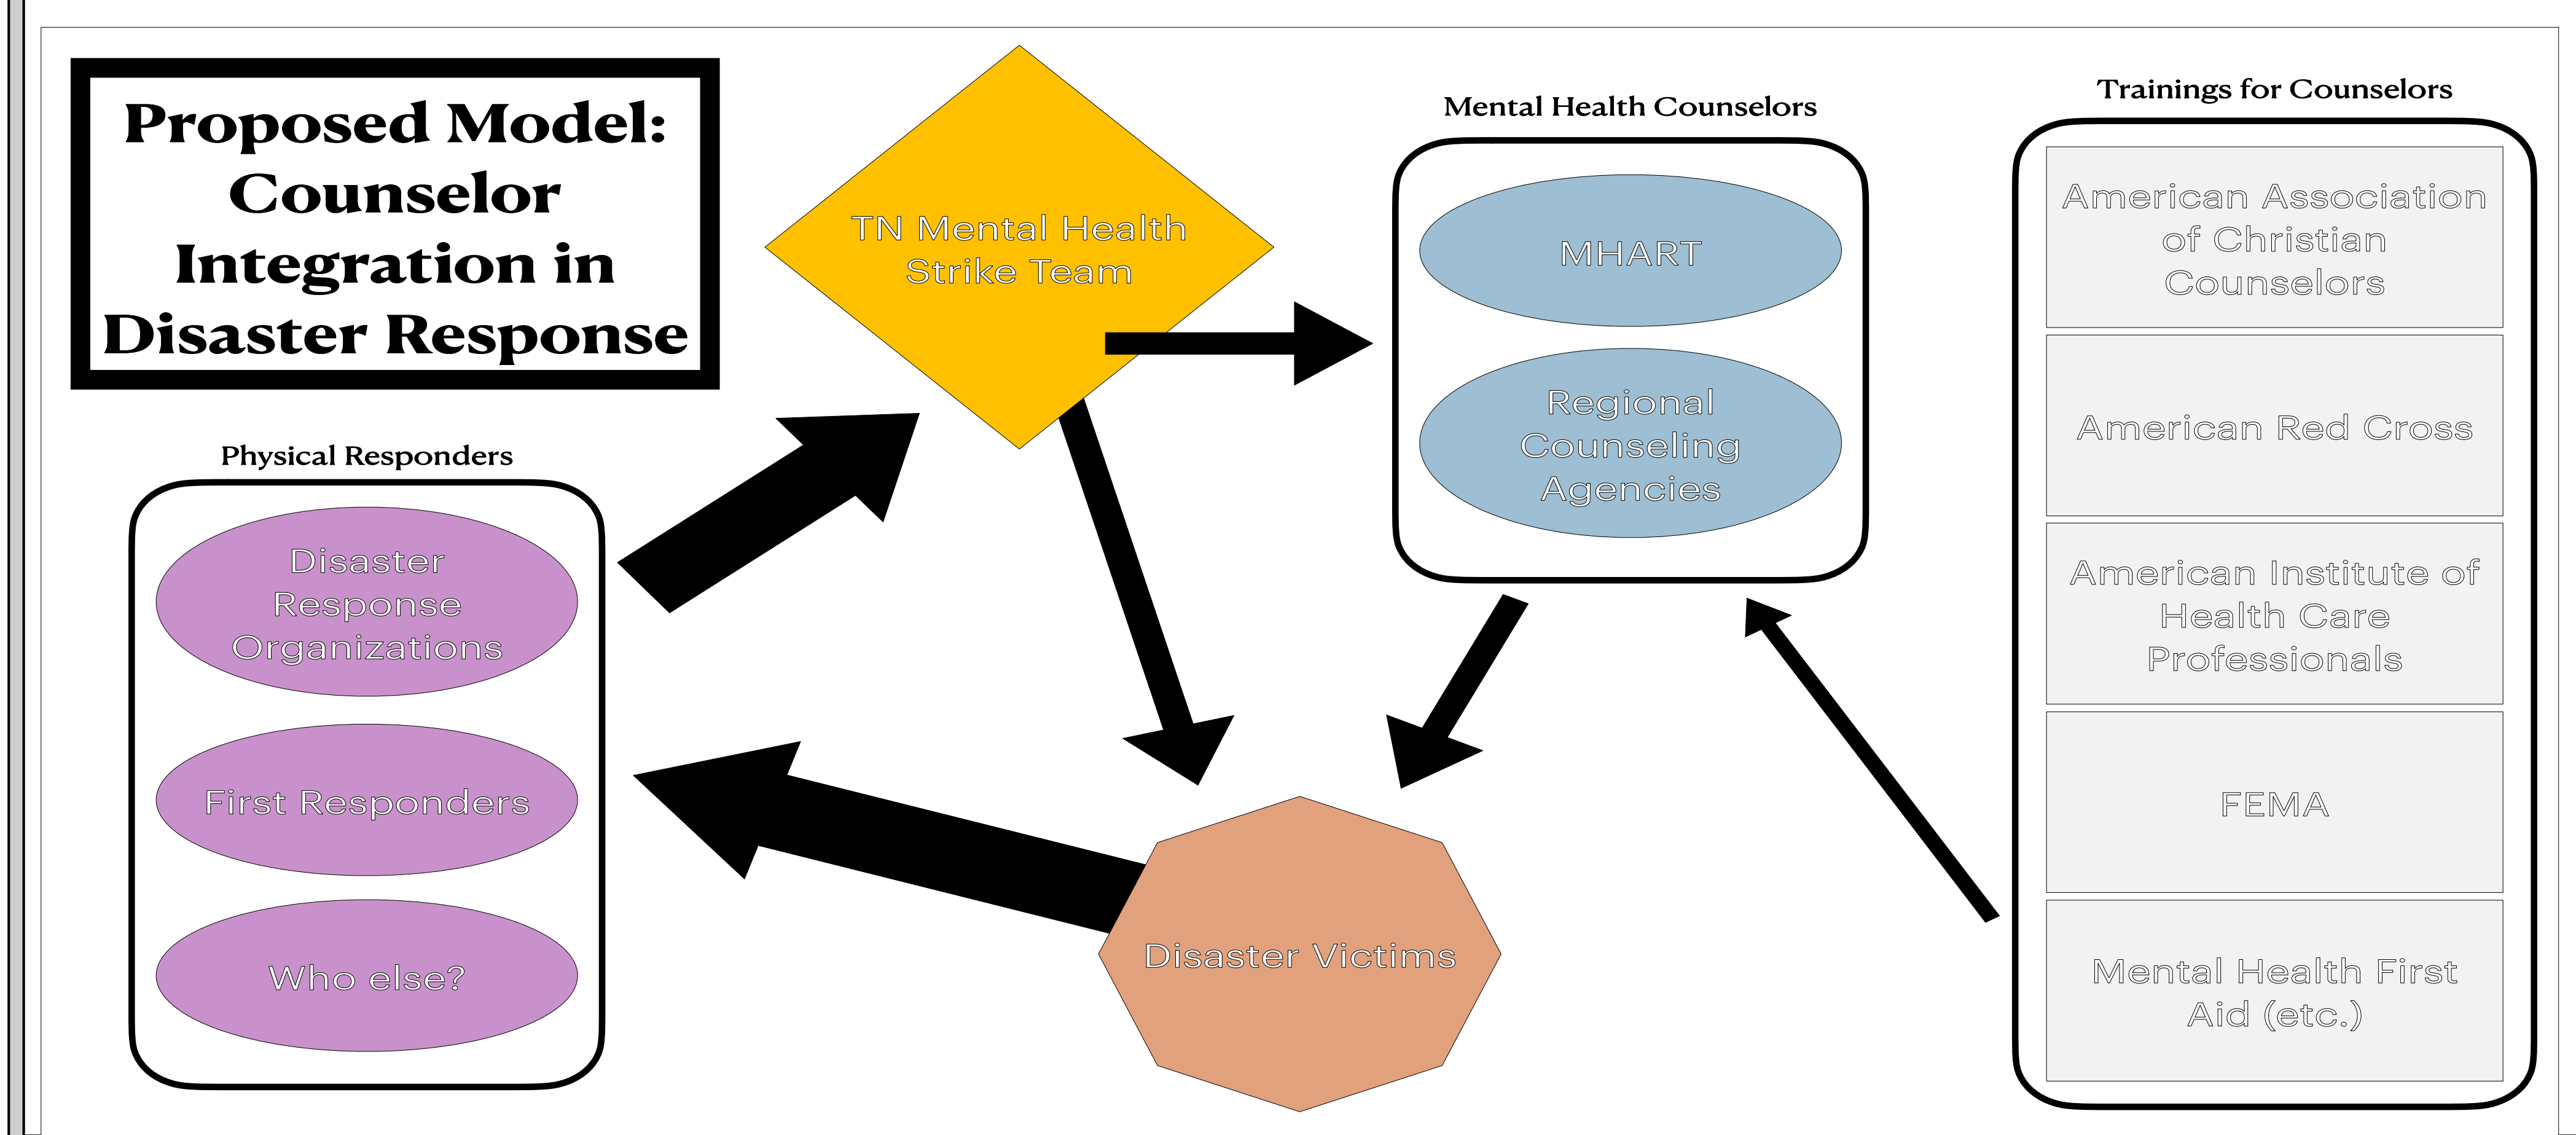 Proposed Model:
Counselor
Integration in
Disaster Response
Physical Responders
Disaster
Response
Organizations
First Responders
Who else?
TN Mental Health
Strike Team
Disaster Victims
Mental Health Counselors
MHART
Regional
Counseling
Agencies
Trainings for Counselors
American Association
of Christian
Counselors
American Red Cross
American Institute of
Health Care
Professionals
FEMA
Mental Health First
Aid (etc.)